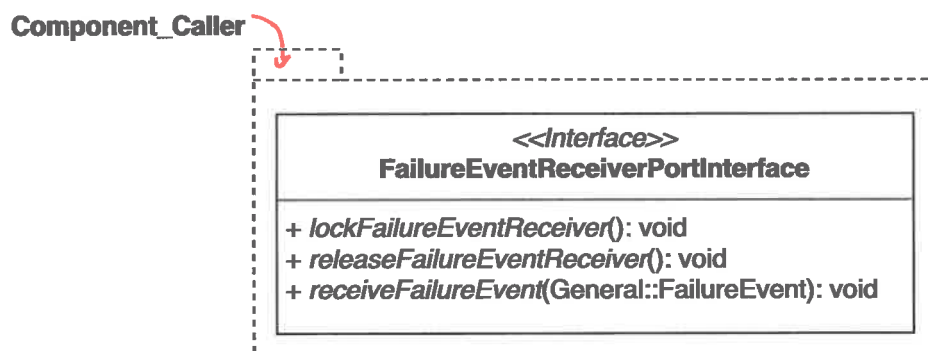 Component_Caller
<<Interface>>
FailureEventReceiverPortInterface
+ lockFailureEventReceiver(): void
+ releaseFailureEventReceiver(): void
+ receiveFailureEvent(General::FailureEvent): void